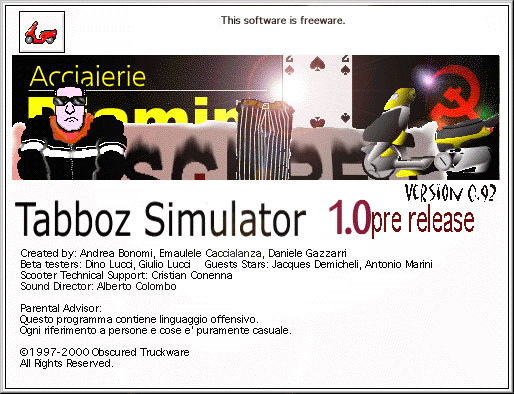 This software is freeware.
Acciaierie
VERSION 0.92
Tabboz Simulator 1.0 pre release
Created by: Andrea Bonomi, Emaulele Caccialanza, Daniele Gazzarri
Beta testers: Dino Lucci, Giulio Lucci Guests Stars: Jacques Demicheli, Antonio Marini
Scooter Technical Support: Cristian Conenna
Sound Director: Alberto Colombo
Parental Advisor:
Questo programma contiene linguaggio offensivo.
Ogni riferimento a persone e cose e' puramente casuale.
©1997-2000 Obscured Truckware
All Rights Reserved.